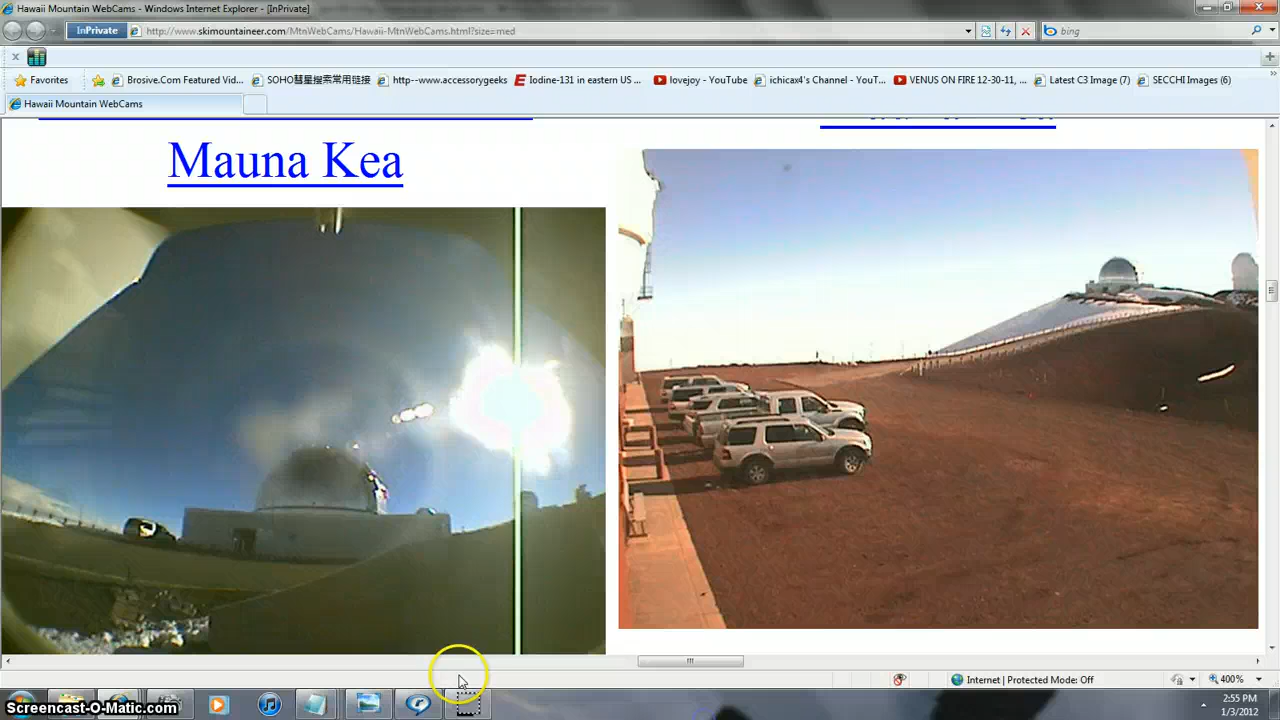 Hawaii Mountain WebCams - Windows Internet Explorer - [InPrivate]
InPrivate http://www.skimountaineer.com/MtnWebCams/Hawaii-MtnWebCams.html?size=med bing
Favorites Brosive.Com Featured Vid... SOHO彗星搜索常用链接 http--www.accessorygeeks Iodine-131 in eastern US ... lovejoy - YouTube ichicax4's Channel - YouT... VENUS ON FIRE 12-30-11, ... Latest C3 Image (7) SECCHI Images (6)
Hawaii Mountain WebCams
Mauna Kea
Internet | Protected Mode: Off 400%
Screencast-O-Matic.com
2:55 PM
1/3/2012